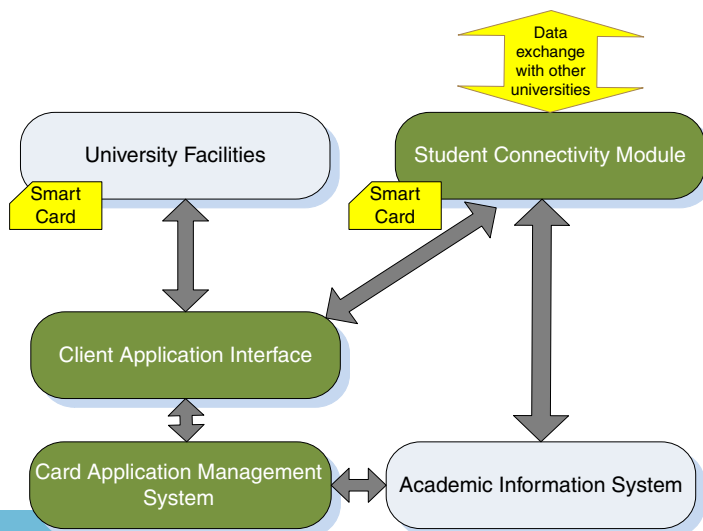 Data
exchange
with other
universities
University Facilities
Student Connectivity Module
Smart
Card
Smart
Card
Client Application Interface
Card Application Management
System
Academic Information System